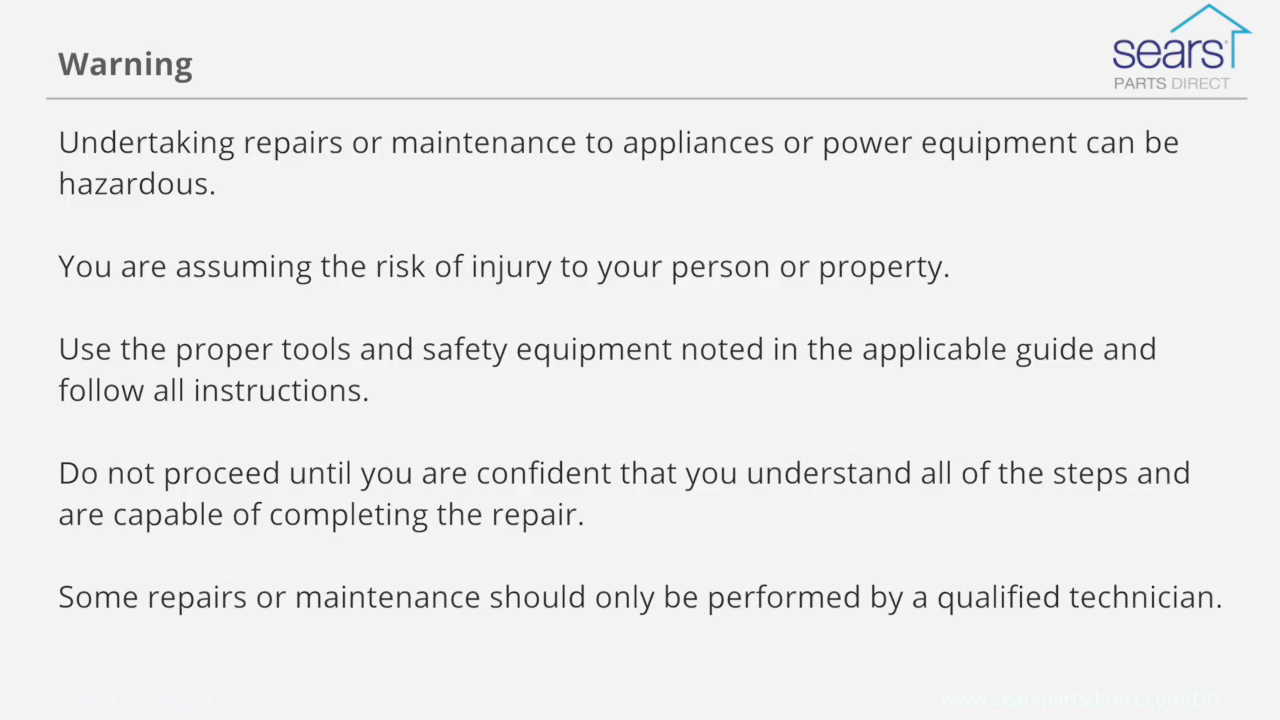 Warning
sears
PARTS DIRECT
Undertaking repairs or maintenance to appliances or power equipment can be
hazardous.
You are assuming the risk of injury to your person or property.
Use the proper tools and safety equipment noted in the applicable guide and
follow all instructions.
Do not proceed until you are confident that you understand all of the steps and
are capable of completing the repair.
Some repairs or maintenance should only be performed by a qualified technician.
www.searspartsdirect.com/DIY